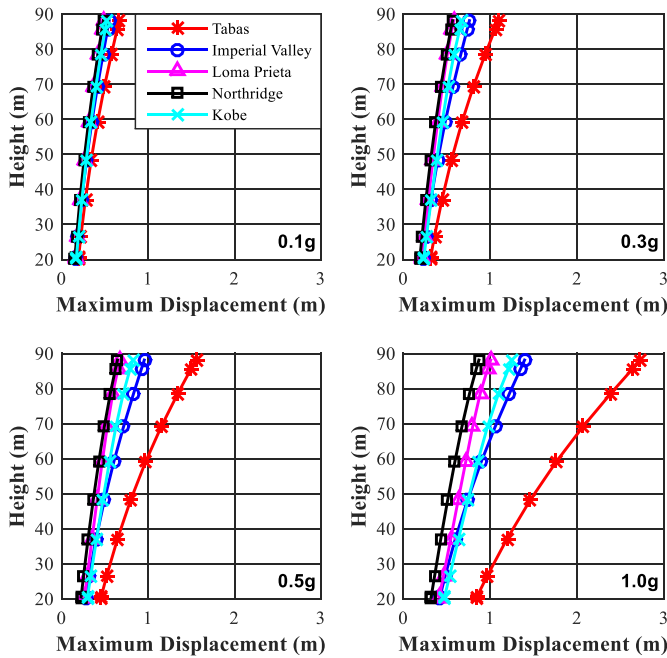 90
80
70
60
50
40
30
20
Height (m)
Tabas
Imperial Valley
Loma Prieta
Northridge
Kobe
0.1g
0
1
2
3
Maximum Displacement (m)
90
80
70
60
50
40
30
20
Height (m)
0.3g
0
1
2
3
Maximum Displacement (m)
90
80
70
60
50
40
30
20
Height (m)
0.5g
0
1
2
3
Maximum Displacement (m)
90
80
70
60
50
40
30
20
Height (m)
1.0g
0
1
2
3
Maximum Displacement (m)